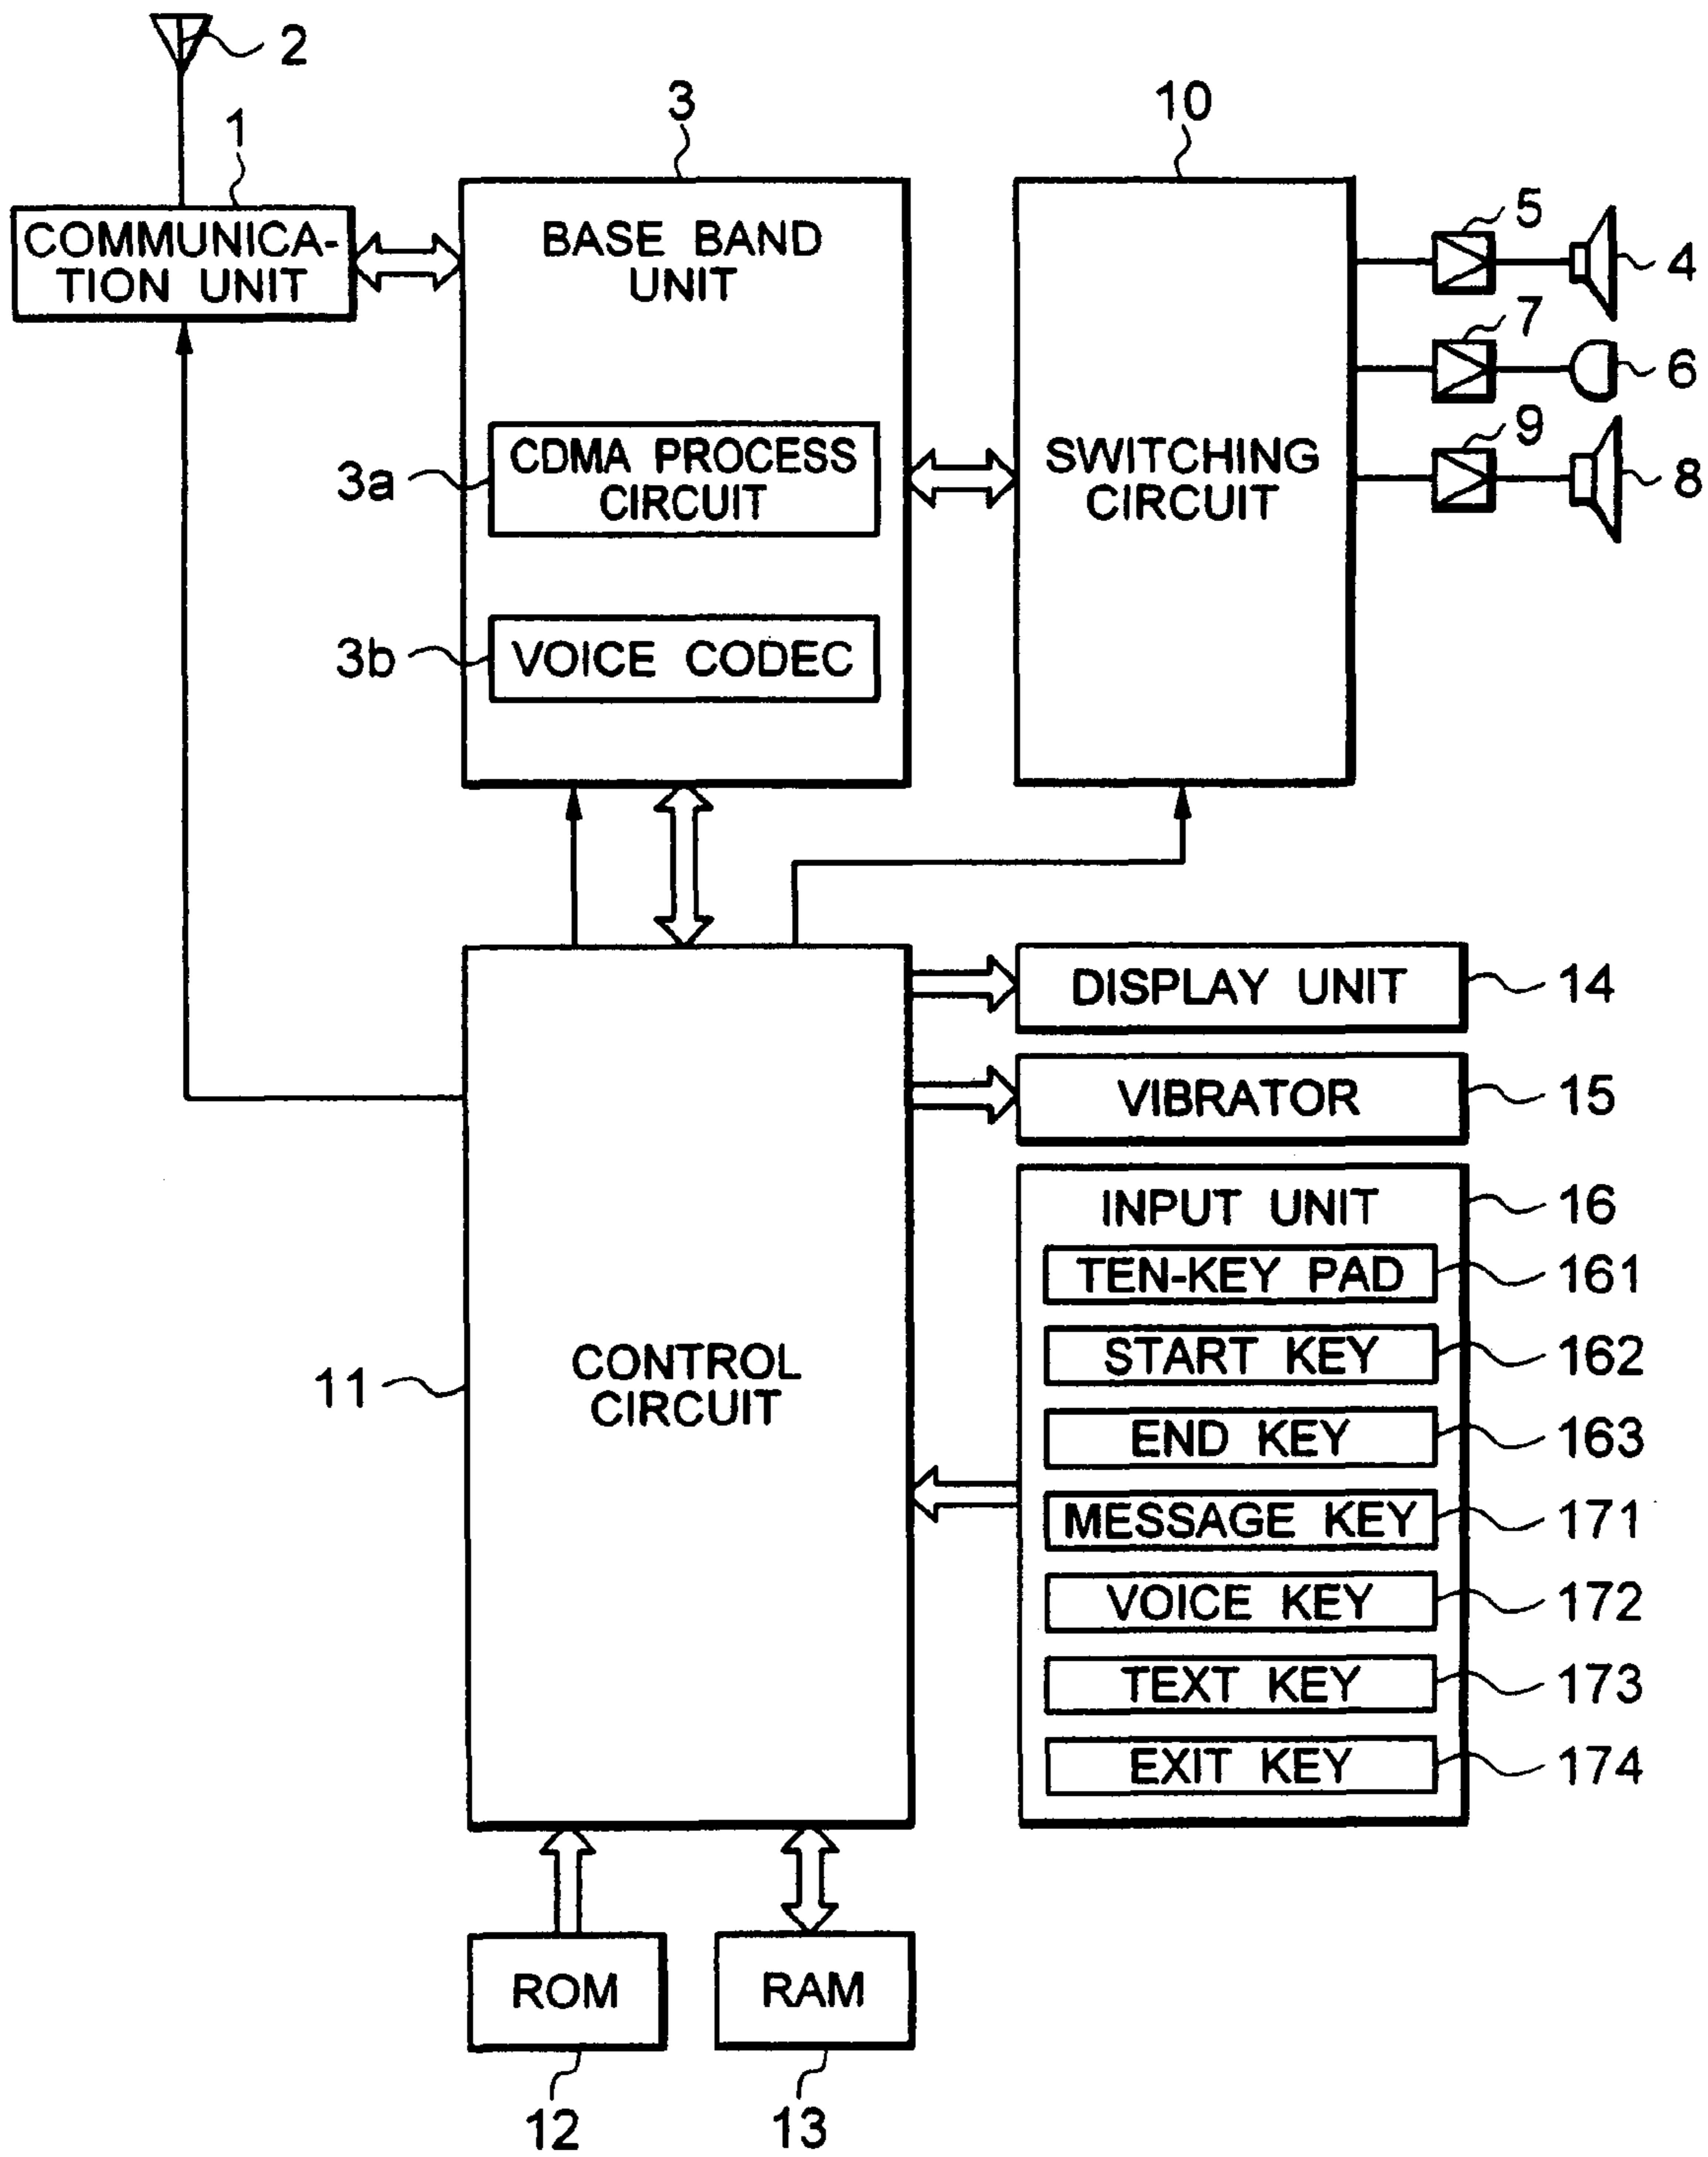 2
1
COMMUNICA-
TION UNIT
3
BASE BAND
UNIT
3a
CDMA PROCESS
CIRCUIT
3b
VOICE CODEC
10
SWITCHING
CIRCUIT
5
4
7
6
9
8
11
CONTROL
CIRCUIT
DISPLAY UNIT
14
VIBRATOR
15
INPUT UNIT
16
TEN-KEY PAD
161
START KEY
162
END KEY
163
MESSAGE KEY
171
VOICE KEY
172
TEXT KEY
173
EXIT KEY
174
ROM
12
RAM
13